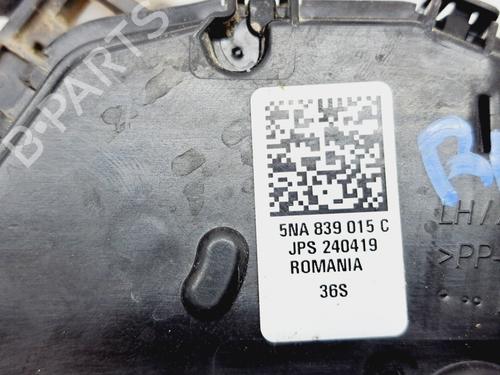 B-PARTS
5NA 839 015 C
JPS 240419
ROMANIA
36S
LH/
>PP-